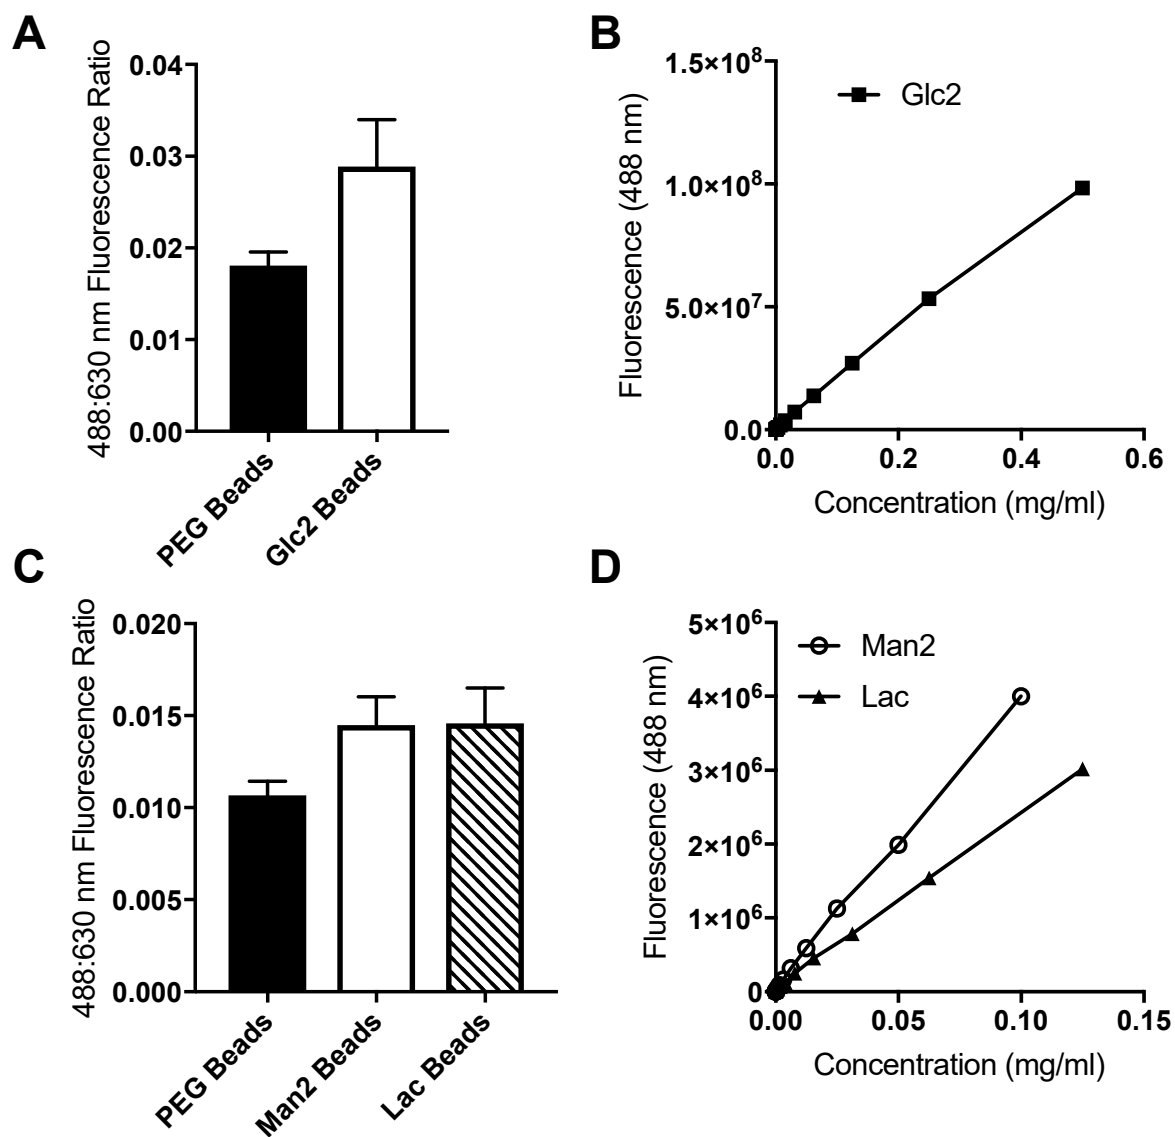 A
488:630 nm Fluorescence Ratio
0.04
0.03
0.02
0.01
0.00
PEG Beads
Glc2 Beads
B
Fluorescence (488 nm)
1.5×10⁸
1.0×10⁸
5.0×10⁷
0.0
Glc2
0.0 0.2 0.4 0.6
Concentration (mg/ml)
C
488:630 nm Fluorescence Ratio
0.020
0.015
0.010
0.005
0.000
PEG Beads
Man2 Beads
Lac Beads
D
Fluorescence (488 nm)
5×10⁶
4×10⁶
3×10⁶
2×10⁶
1×10⁶
0
Man2
Lac
0.00 0.05 0.10 0.15
Concentration (mg/ml)